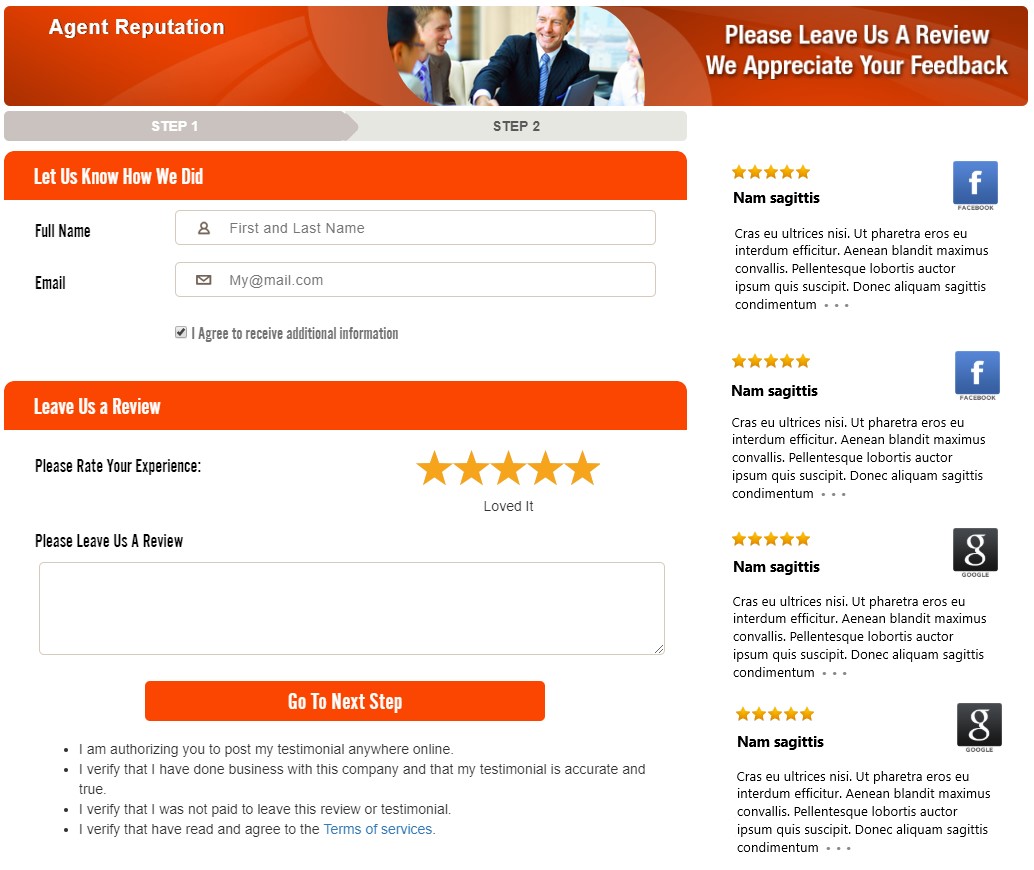 Agent Reputation
Please Leave Us A Review
We Appreciate Your Feedback
STEP 1
STEP 2
Let Us Know How We Did
Full Name
First and Last Name
Email
My@mail.com
I Agree to receive additional information
Leave Us a Review
Please Rate Your Experience:
Loved It
Please Leave Us A Review
Go To Next Step
• I am authorizing you to post my testimonial anywhere online.
• I verify that I have done business with this company and that my testimonial is accurate and
true.
• I verify that I was not paid to leave this review or testimonial.
• I verify that have read and agree to the Terms of services.
f
FACEBOOK
Nam sagittis
Cras eu ultrices nisi. Ut pharetra eros eu
interdum efficitur. Aenean blandit maximus
convallis. Pellentesque lobortis auctor
ipsum quis suscipit. Donec aliquam sagittis
condimentum • • •
f
FACEBOOK
Nam sagittis
Cras eu ultrices nisi. Ut pharetra eros eu
interdum efficitur. Aenean blandit maximus
convallis. Pellentesque lobortis auctor
ipsum quis suscipit. Donec aliquam sagittis
condimentum • • •
g
GOOGLE
Nam sagittis
Cras eu ultrices nisi. Ut pharetra eros eu
interdum efficitur. Aenean blandit maximus
convallis. Pellentesque lobortis auctor
ipsum quis suscipit. Donec aliquam sagittis
condimentum • • •
g
GOOGLE
Nam sagittis
Cras eu ultrices nisi. Ut pharetra eros eu
interdum efficitur. Aenean blandit maximus
convallis. Pellentesque lobortis auctor
ipsum quis suscipit. Donec aliquam sagittis
condimentum • • •